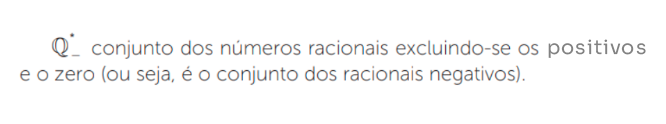 ℚ*₋ conjunto dos números racionais excluindo-se os positivos
e o zero (ou seja, é o conjunto dos racionais negativos).